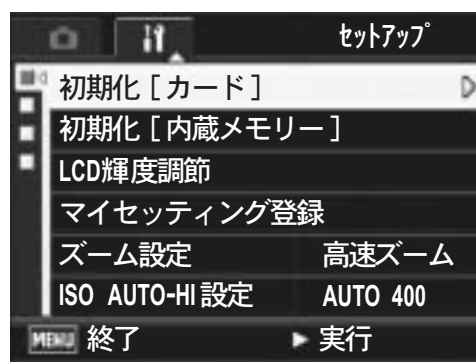 セットアップ
初期化 [ カード ]
初期化 [ 内蔵メモリー ]
LCD輝度調節
マイセッティング登録
ズーム設定 高速ズーム
ISO AUTO-HI 設定 AUTO 400
MENU 終了 ▶ 実行